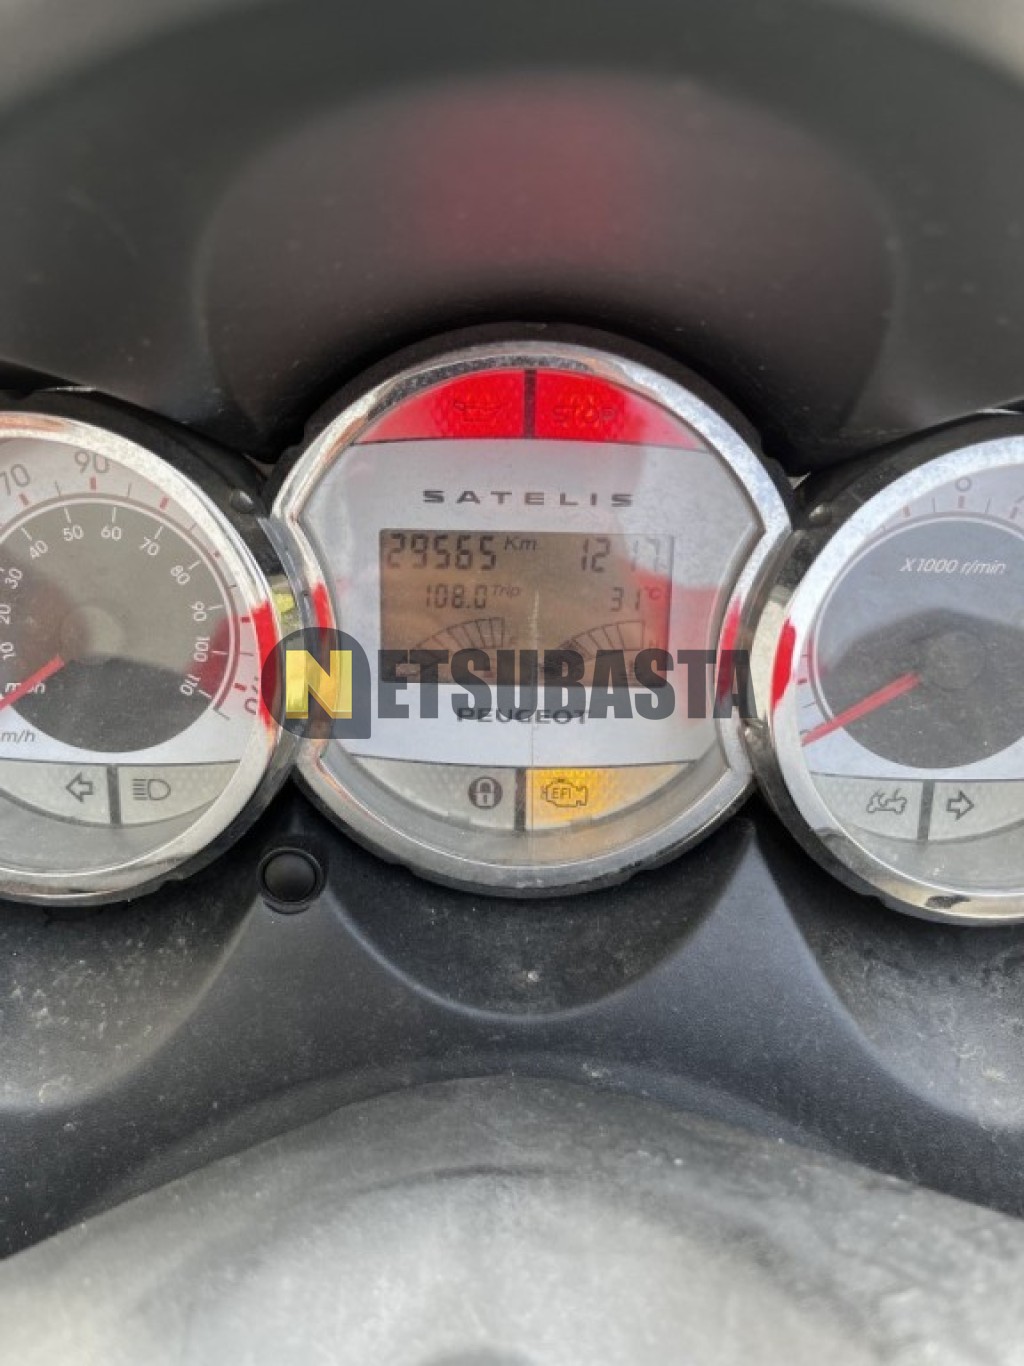 STOP
SATELIS
29565 Km 12 17
108.0 Trip 31 °C
NETSUBASTA
PEUGEOT
EFI
70 90
10 20 30 40 50 60 70 80 90 100 110
X1000 r/min